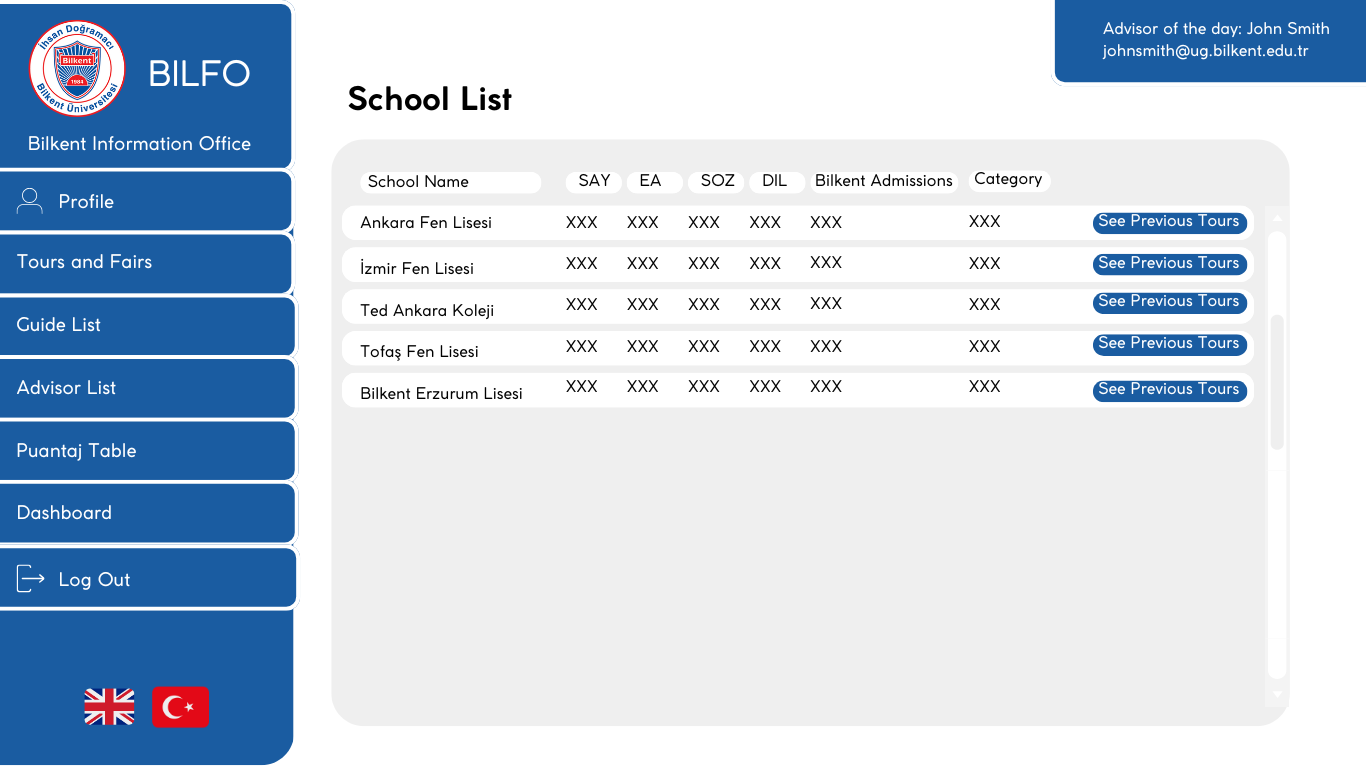 İhsan Doğramacı
Bilkent
1984
Bilkent Üniversitesi
BILFO
Bilkent Information Office
Profile
Tours and Fairs
Guide List
Advisor List
Puantaj Table
Dashboard
Log Out
Advisor of the day: John Smith
johnsmith@ug.bilkent.edu.tr
School List
School Name SAY EA SOZ DIL Bilkent Admissions Category
Ankara Fen Lisesi XXX XXX XXX XXX XXX XXX See Previous Tours
İzmir Fen Lisesi XXX XXX XXX XXX XXX XXX See Previous Tours
Ted Ankara Koleji XXX XXX XXX XXX XXX XXX See Previous Tours
Tofaş Fen Lisesi XXX XXX XXX XXX XXX XXX See Previous Tours
Bilkent Erzurum Lisesi XXX XXX XXX XXX XXX XXX See Previous Tours